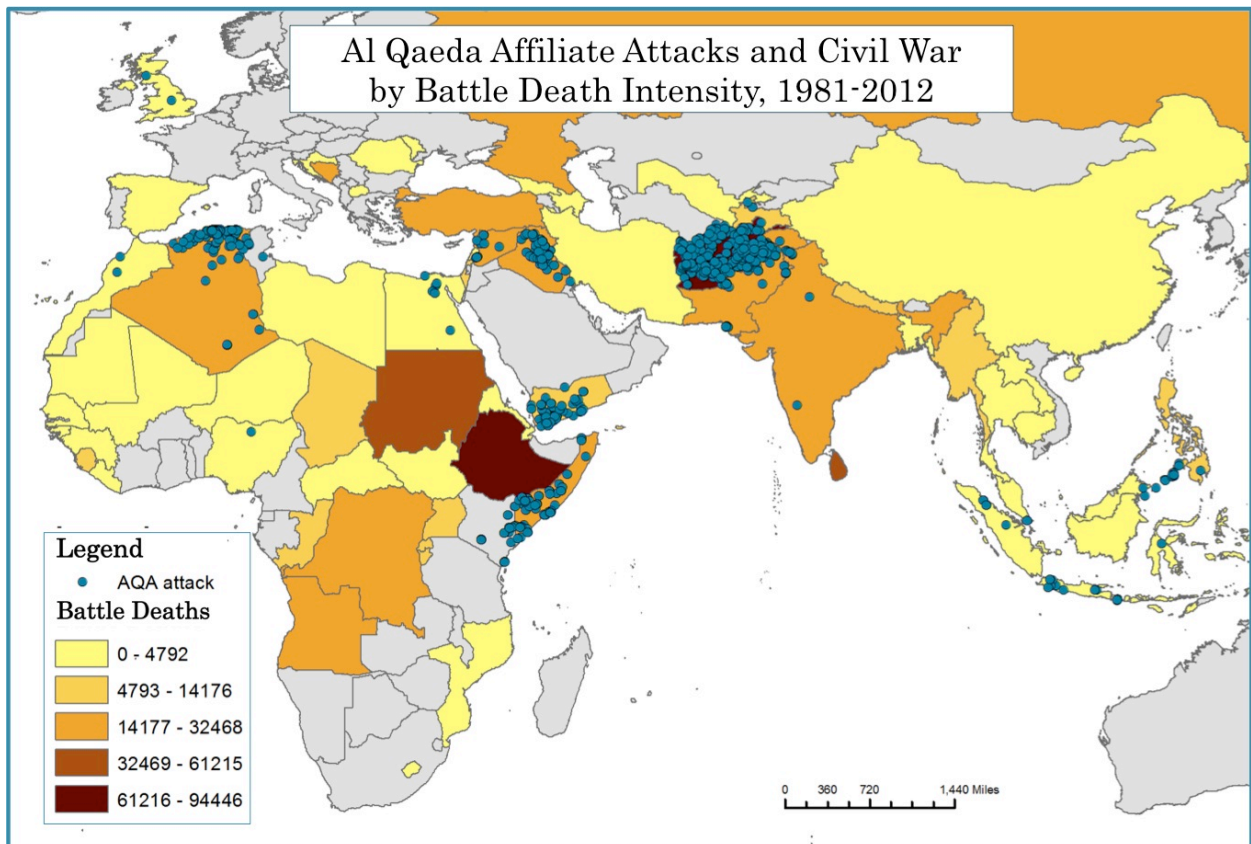 Al Qaeda Affiliate Attacks and Civil War
by Battle Death Intensity, 1981-2012
Legend
AQA attack
Battle Deaths
0 - 4792
4793 - 14176
14177 - 32468
32469 - 61215
61216 - 94446
0 360 720 1,440 Miles